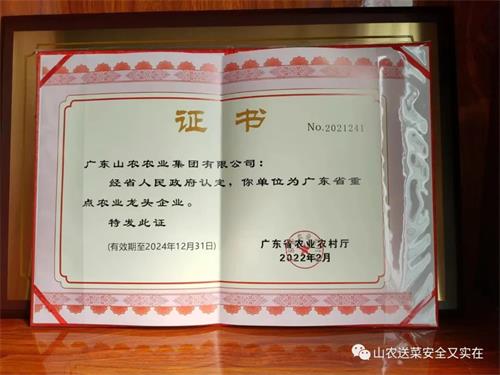 证书
No.2021241
广东山农农业集团有限公司：
经省人民政府认定，你单位为广东省重
点农业龙头企业。
特发此证
(有效期至2024年12月31日)
广东省农业农村厅
2022年2月
山农送菜安全又实在